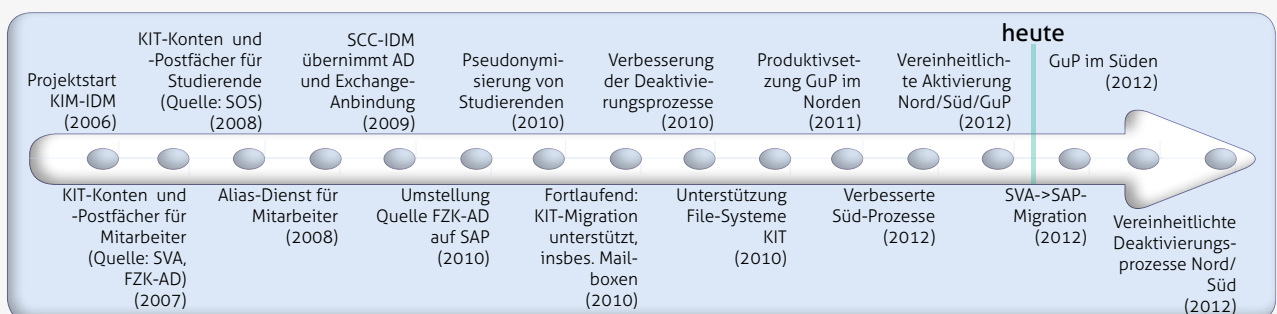 heute
Projektstart
KIM-IDM
(2006)
KIT-Konten und
-Postfächer für
Studierende
(Quelle: SOS)
(2008)
SCC-IDM
übernimmt AD
und Exchange-
Anbindung
(2009)
Pseudonymi-
sierung von
Studierenden
(2010)
Verbesserung
der Deaktivie-
rungsprozesse
(2010)
Produktivset-
zung GuP im
Norden
(2011)
Vereinheitlich-
te Aktivierung
Nord/Süd/GuP
(2012)
GuP im Süden
(2012)
KIT-Konten und
-Postfächer für
Mitarbeiter
(Quelle: SVA,
FZK-AD)
(2007)
Alias-Dienst für
Mitarbeiter
(2008)
Umstellung
Quelle FZK-AD
auf SAP
(2010)
Fortlaufend:
KIT-Migration
unterstützt,
insbes. Mail-
boxen
(2010)
Unterstützung
File-Systeme
KIT
(2010)
Verbesserte
Süd-Prozesse
(2012)
SVA->SAP-
Migration
(2012)
Vereinheitlichte
Deaktivierungs-
prozesse Nord/
Süd
(2012)